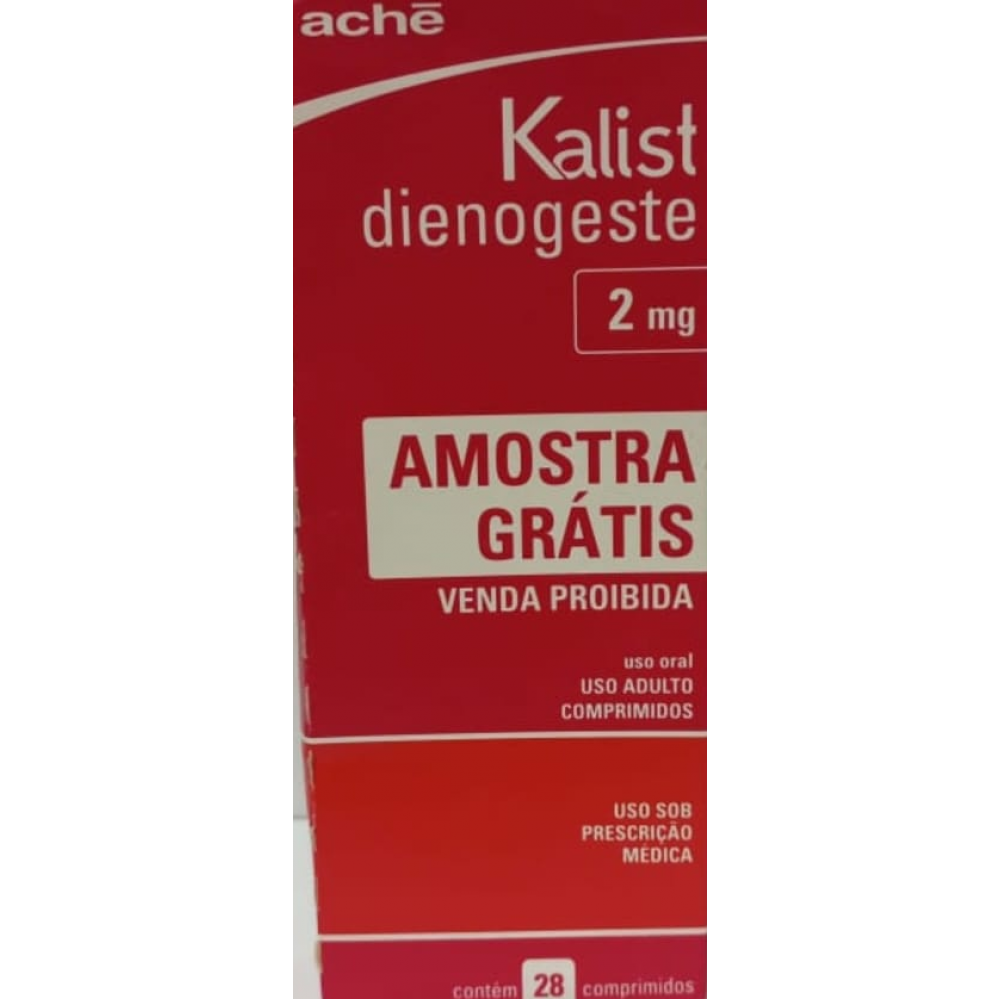 achē
Kalist
dienogeste
2 mg
AMOSTRA
GRÁTIS
VENDA PROIBIDA
uso oral
USO ADULTO
COMPRIMIDOS
USO SOB
PRESCRIÇÃO
MÉDICA
contém 28 comprimidos